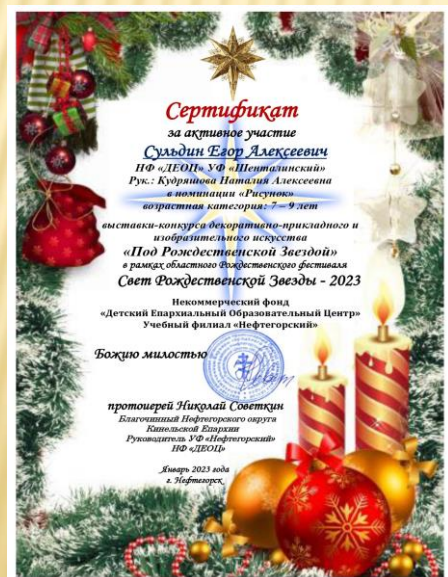 Сертификат
за активное участие
Сульдин Егор Алексеевич
НФ «ДЕОЦ» УФ «Шенталинский»
Рук.: Кудряшова Наталия Алексеевна
в номинации «Рисунок»
возрастная категория: 7 – 9 лет
выставки-конкурса декоративно-прикладного и
изобразительного искусства
«Под Рождественской Звездой»
в рамках областного Рождественского фестиваля
Свет Рождественской Звезды - 2023
Некоммерческий фонд
«Детский Епархиальный Образовательный Центр»
Учебный филиал «Нефтегорский»
Божию милостью
протоиерей Николай Советкин
Благочинный Нефтегорского округа
Кинельской Епархии
Руководитель УФ «Нефтегорский»
НФ «ДЕОЦ»
Январь 2023 года
г. Нефтегорск